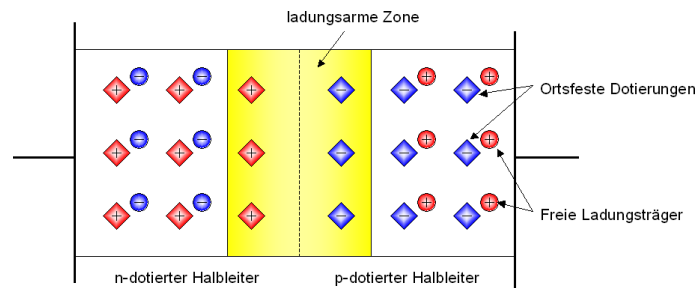 ladungsarme Zone
Ortsfeste Dotierungen
Freie Ladungsträger
n-dotierter Halbleiter
p-dotierter Halbleiter